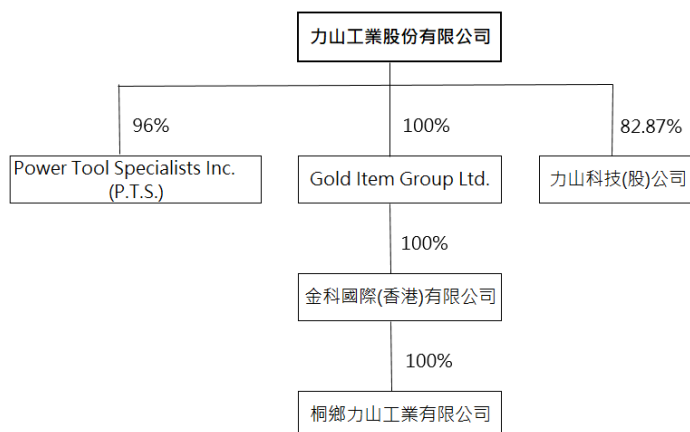 力山工業股份有限公司
96%
100%
82.87%
Power Tool Specialists Inc.
(P.T.S.)
Gold Item Group Ltd.
力山科技(股)公司
100%
金科國際(香港)有限公司
100%
桐鄉力山工業有限公司